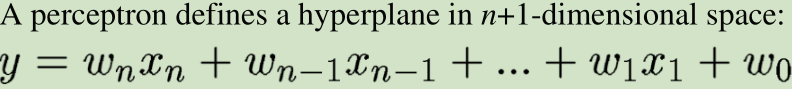 A perceptron defines a hyperplane in n+1-dimensional space:
y = wₙxₙ + wₙ₋₁xₙ₋₁ + ... + w₁x₁ + w₀